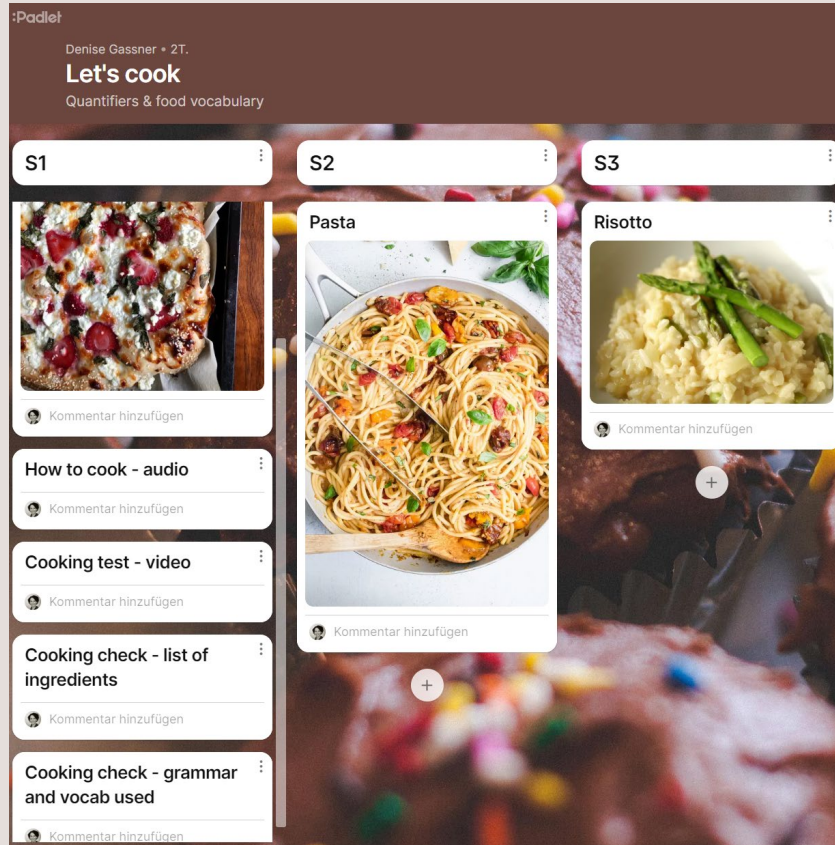 :Padlet
Denise Gassner • 2T.
Let's cook
Quantifiers & food vocabulary
S1
Kommentar hinzufügen
How to cook - audio
Kommentar hinzufügen
Cooking test - video
Kommentar hinzufügen
Cooking check - list of
ingredients
Kommentar hinzufügen
Cooking check - grammar
and vocab used
Kommentar hinzufügen
S2
Pasta
Kommentar hinzufügen
S3
Risotto
Kommentar hinzufügen